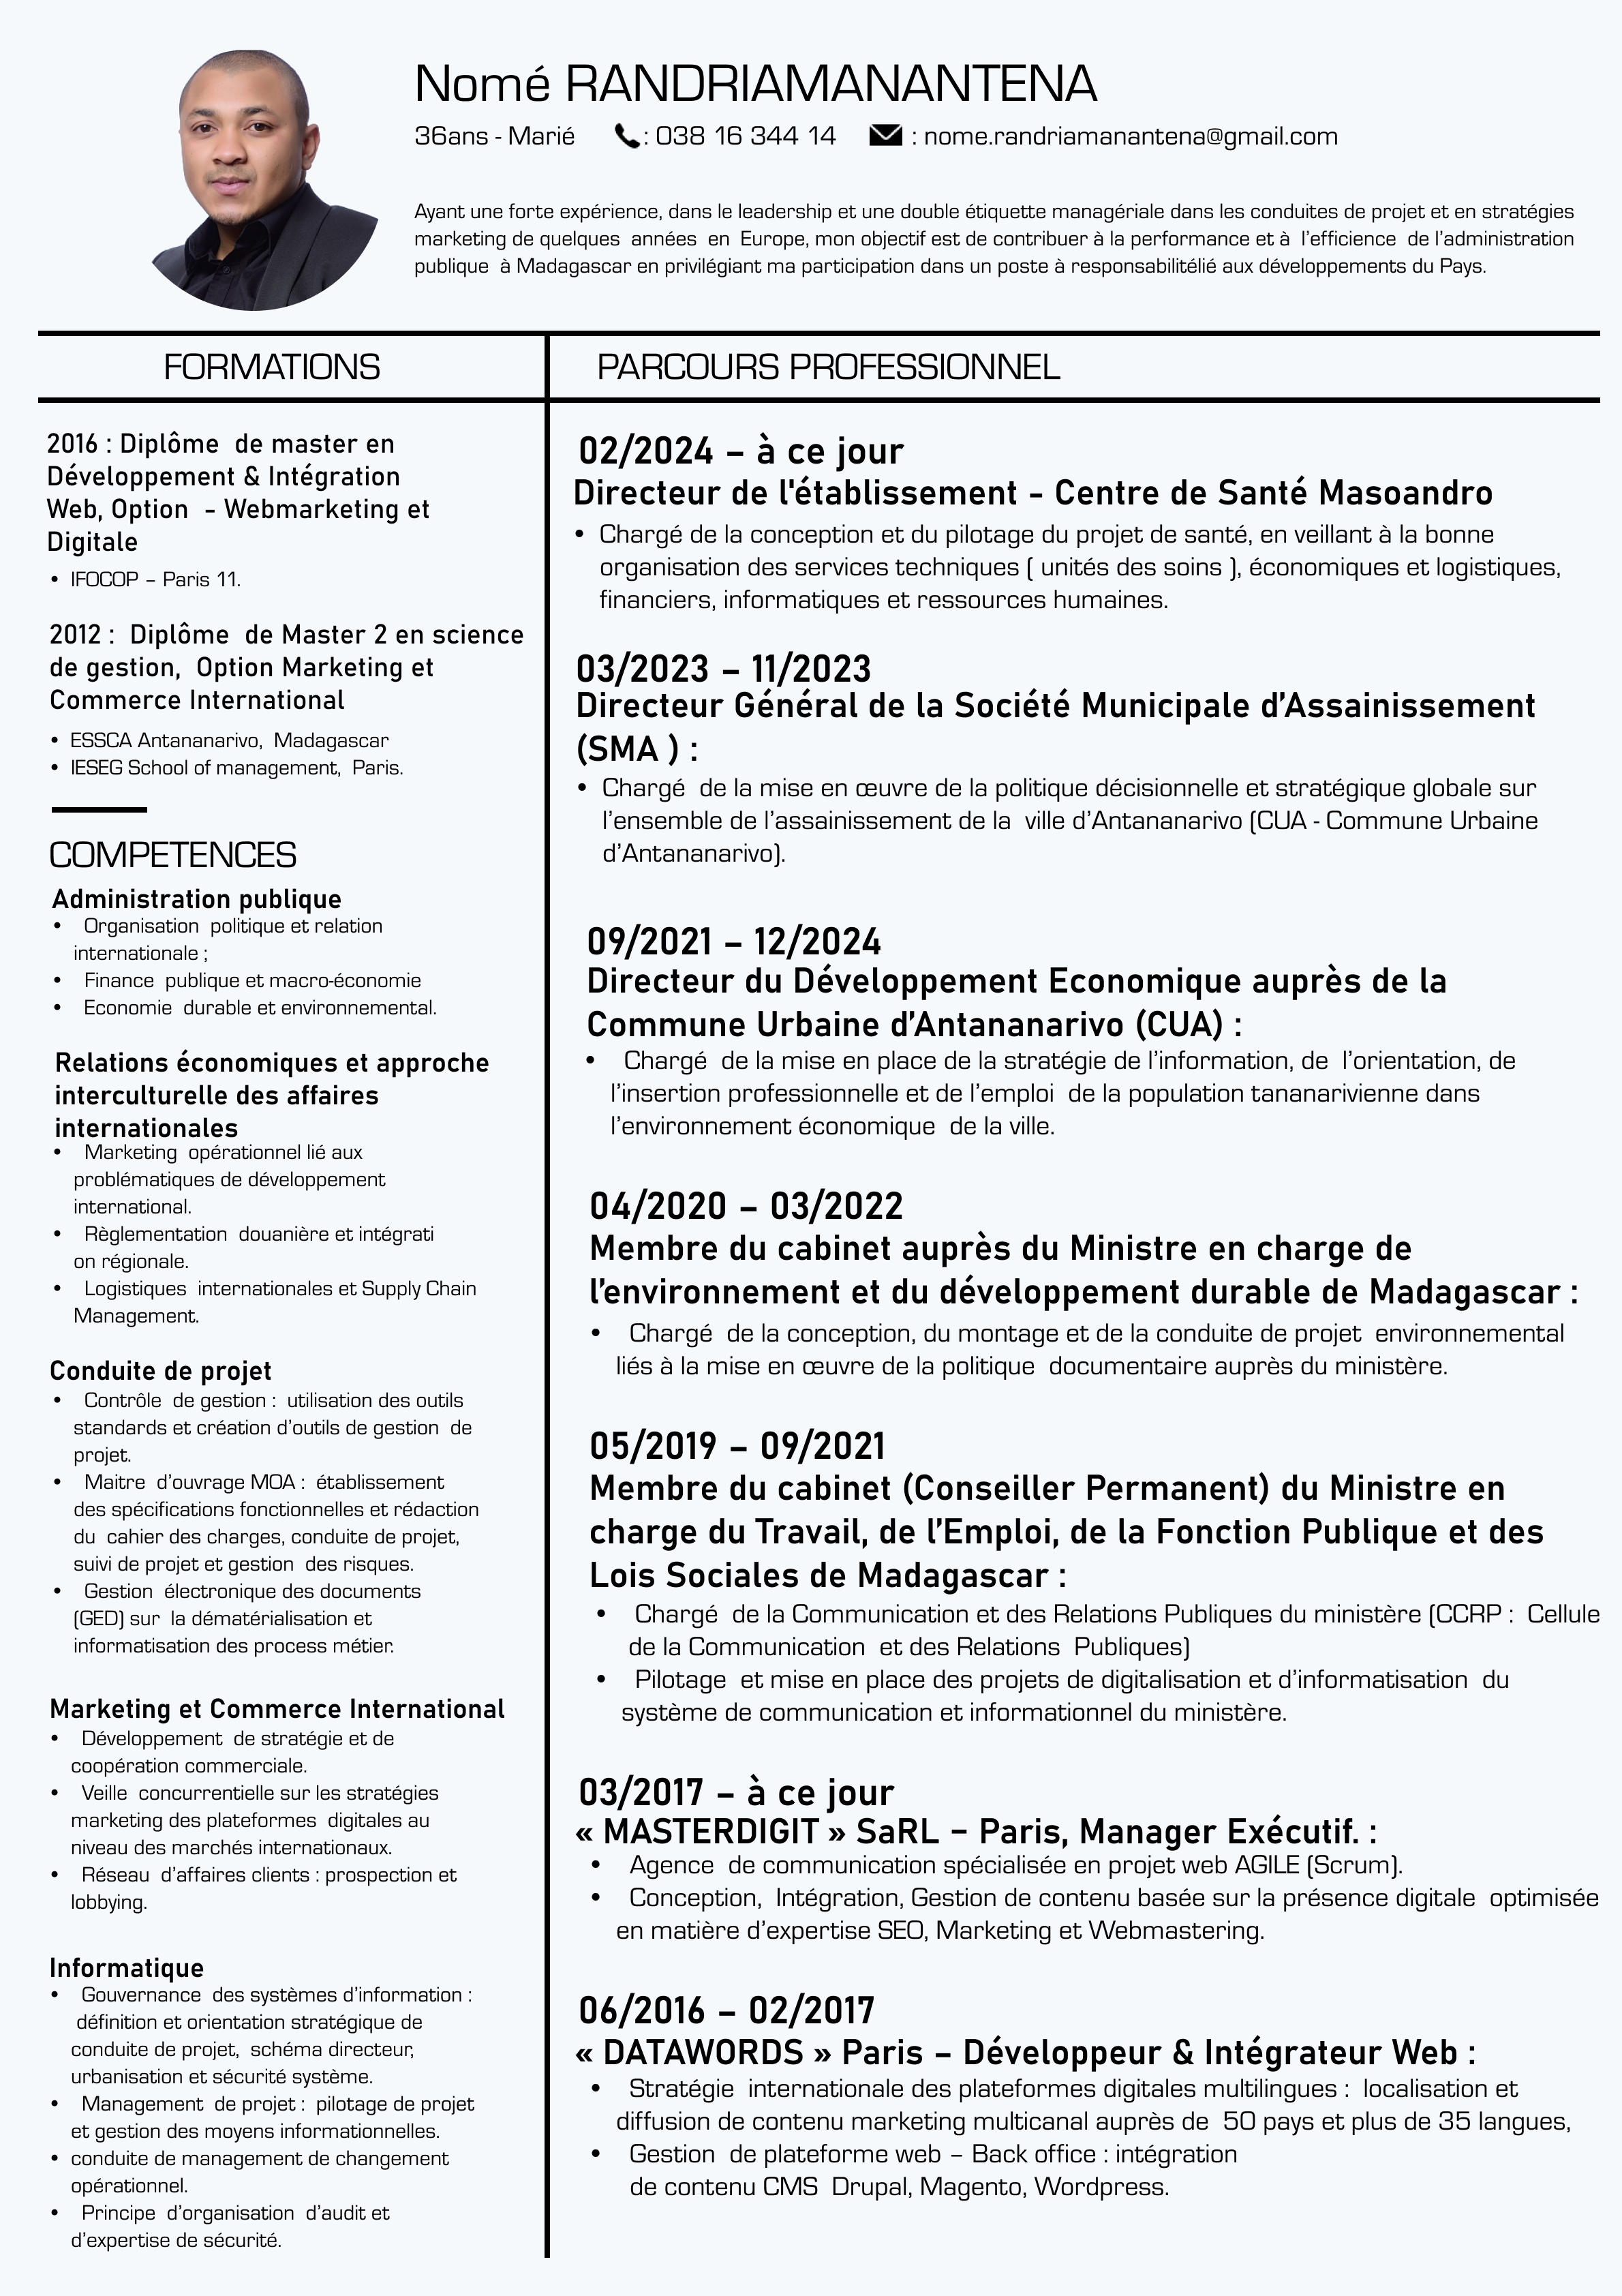 Nomé RANDRIAMANANTENA
36ans - Marié : 038 16 344 14 : nome.randriamanantena@gmail.com
Ayant une forte expérience, dans le leadership et une double étiquette managériale dans les conduites de projet et en stratégies
marketing de quelques années en Europe, mon objectif est de contribuer à la performance et à l’efficience de l’administration
publique à Madagascar en privilégiant ma participation dans un poste à responsabilitélié aux développements du Pays.
FORMATIONS
2016 : Diplôme de master en
Développement & Intégration
Web, Option - Webmarketing et
Digitale
• IFOCOP – Paris 11.
2012 : Diplôme de Master 2 en science
de gestion, Option Marketing et
Commerce International
• ESSCA Antananarivo, Madagascar
• IESEG School of management, Paris.
COMPETENCES
Administration publique
• Organisation politique et relation
internationale ;
• Finance publique et macro-économie
• Economie durable et environnemental.
Relations économiques et approche
interculturelle des affaires
internationales
• Marketing opérationnel lié aux
problématiques de développement
international.
• Règlementation douanière et intégrati
on régionale.
• Logistiques internationales et Supply Chain
Management.
Conduite de projet
• Contrôle de gestion : utilisation des outils
standards et création d’outils de gestion de
projet.
• Maitre d’ouvrage MOA : établissement
des spécifications fonctionnelles et rédaction
du cahier des charges, conduite de projet,
suivi de projet et gestion des risques.
• Gestion électronique des documents
(GED) sur la dématérialisation et
informatisation des process métier.
Marketing et Commerce International
• Développement de stratégie et de
coopération commerciale.
• Veille concurrentielle sur les stratégies
marketing des plateformes digitales au
niveau des marchés internationaux.
• Réseau d’affaires clients : prospection et
lobbying.
Informatique
• Gouvernance des systèmes d’information :
définition et orientation stratégique de
conduite de projet, schéma directeur,
urbanisation et sécurité système.
• Management de projet : pilotage de projet
et gestion des moyens informationnelles.
• conduite de management de changement
opérationnel.
• Principe d’organisation d’audit et
d’expertise de sécurité.
PARCOURS PROFESSIONNEL
02/2024 – à ce jour
Directeur de l'établissement - Centre de Santé Masoandro
• Chargé de la conception et du pilotage du projet de santé, en veillant à la bonne
organisation des services techniques ( unités des soins ), économiques et logistiques,
financiers, informatiques et ressources humaines.
03/2023 – 11/2023
Directeur Général de la Société Municipale d’Assainissement
(SMA ) :
• Chargé de la mise en œuvre de la politique décisionnelle et stratégique globale sur
l’ensemble de l’assainissement de la ville d’Antananarivo (CUA - Commune Urbaine
d’Antananarivo).
09/2021 – 12/2024
Directeur du Développement Economique auprès de la
Commune Urbaine d’Antananarivo (CUA) :
• Chargé de la mise en place de la stratégie de l’information, de l’orientation, de
l’insertion professionnelle et de l’emploi de la population tananarivienne dans
l’environnement économique de la ville.
04/2020 – 03/2022
Membre du cabinet auprès du Ministre en charge de
l’environnement et du développement durable de Madagascar :
• Chargé de la conception, du montage et de la conduite de projet environnemental
liés à la mise en œuvre de la politique documentaire auprès du ministère.
05/2019 – 09/2021
Membre du cabinet (Conseiller Permanent) du Ministre en
charge du Travail, de l’Emploi, de la Fonction Publique et des
Lois Sociales de Madagascar :
• Chargé de la Communication et des Relations Publiques du ministère (CCRP : Cellule
de la Communication et des Relations Publiques)
• Pilotage et mise en place des projets de digitalisation et d’informatisation du
système de communication et informationnel du ministère.
03/2017 – à ce jour
« MASTERDIGIT » SaRL – Paris, Manager Exécutif. :
• Agence de communication spécialisée en projet web AGILE (Scrum).
• Conception, Intégration, Gestion de contenu basée sur la présence digitale optimisée
en matière d’expertise SEO, Marketing et Webmastering.
06/2016 – 02/2017
« DATAWORDS » Paris – Développeur & Intégrateur Web :
• Stratégie internationale des plateformes digitales multilingues : localisation et
diffusion de contenu marketing multicanal auprès de 50 pays et plus de 35 langues,
• Gestion de plateforme web – Back office : intégration
de contenu CMS Drupal, Magento, Wordpress.